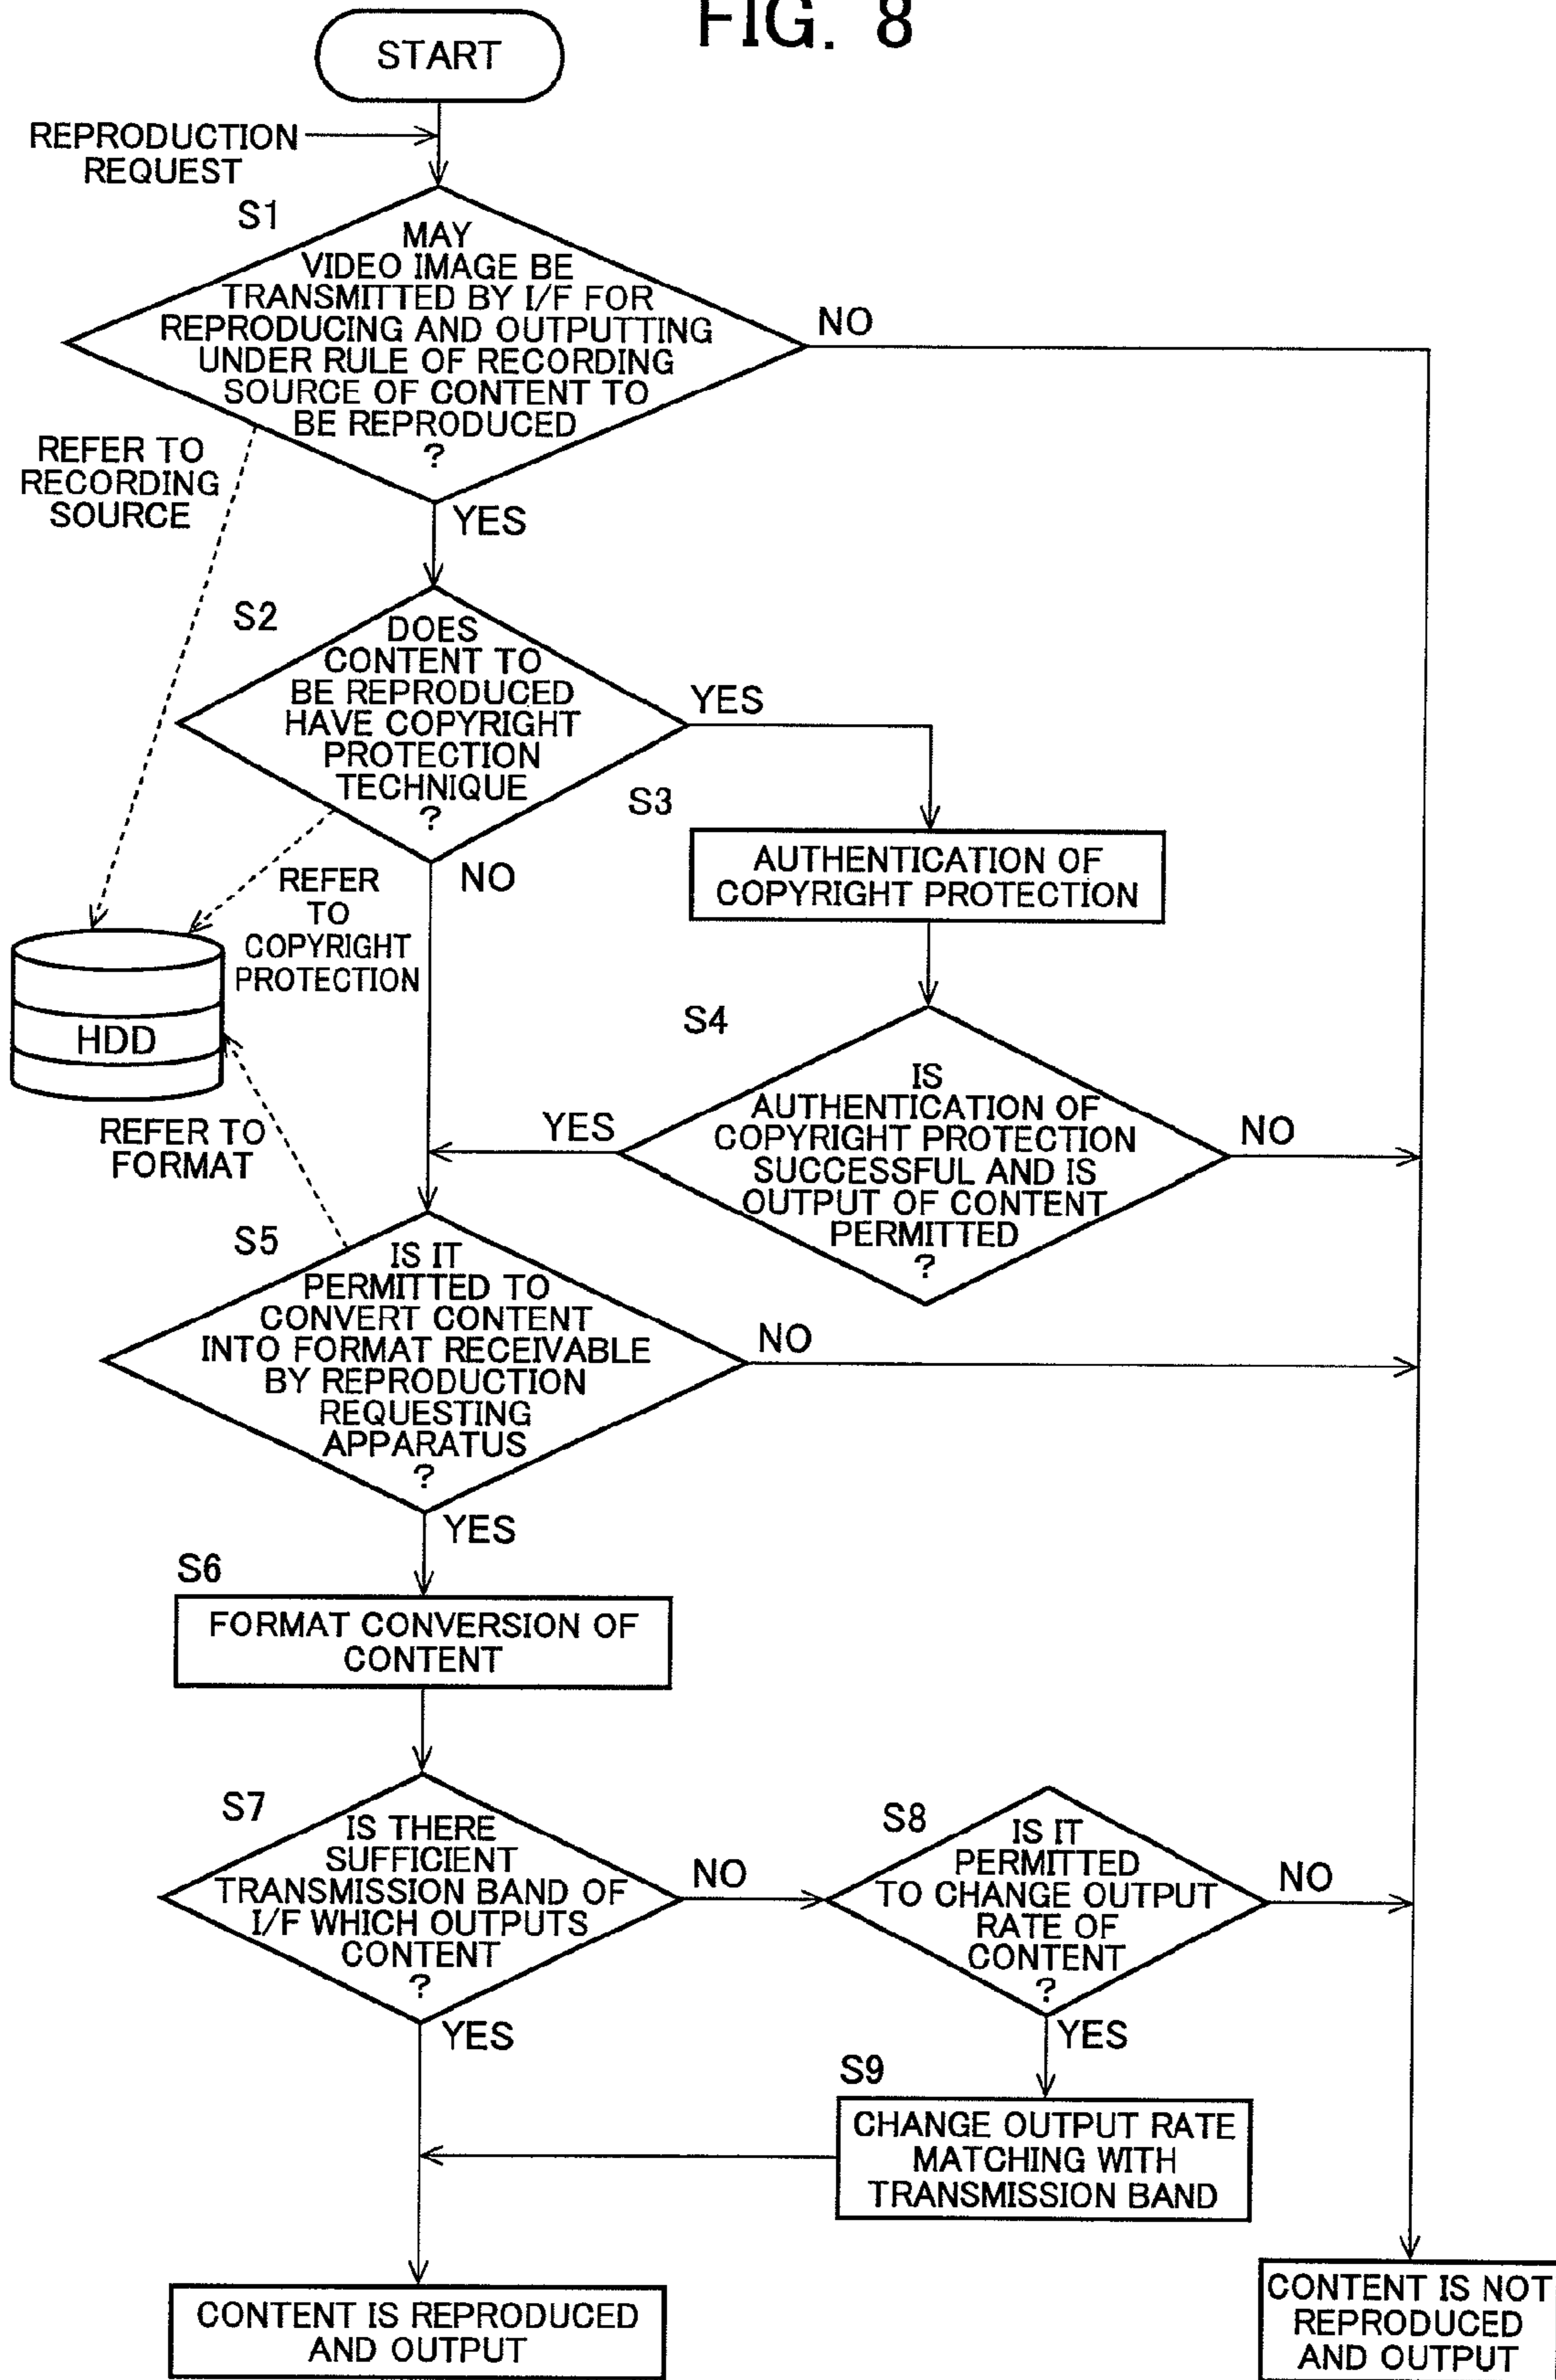 FIG. 8
START
REPRODUCTION
REQUEST
S1
MAY
VIDEO IMAGE BE
TRANSMITTED BY I/F FOR
REPRODUCING AND OUTPUTTING
UNDER RULE OF RECORDING
SOURCE OF CONTENT TO
BE REPRODUCED
?
NO
REFER TO
RECORDING
SOURCE
YES
S2
DOES
CONTENT TO
BE REPRODUCED
HAVE COPYRIGHT
PROTECTION
TECHNIQUE
?
YES
S3
AUTHENTICATION OF
COPYRIGHT PROTECTION
NO
REFER
TO
COPYRIGHT
PROTECTION
HDD
S4
IS
AUTHENTICATION OF
COPYRIGHT PROTECTION
SUCCESSFUL AND IS
OUTPUT OF CONTENT
PERMITTED
?
YES
NO
REFER TO
FORMAT
S5
IS IT
PERMITTED TO
CONVERT CONTENT
INTO FORMAT RECEIVABLE
BY REPRODUCTION
REQUESTING
APPARATUS
?
NO
YES
S6
FORMAT CONVERSION OF
CONTENT
S7
IS THERE
SUFFICIENT
TRANSMISSION BAND OF
I/F WHICH OUTPUTS
CONTENT
?
NO
YES
S8
IS IT
PERMITTED
TO CHANGE OUTPUT
RATE OF
CONTENT
?
NO
YES
S9
CHANGE OUTPUT RATE
MATCHING WITH
TRANSMISSION BAND
CONTENT IS REPRODUCED
AND OUTPUT
CONTENT IS NOT
REPRODUCED
AND OUTPUT